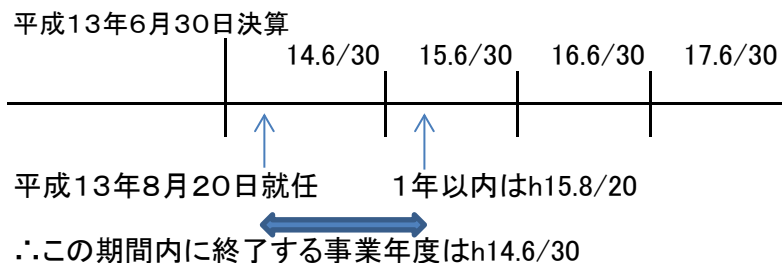 平成13年6月30日決算
14.6/30 15.6/30 16.6/30 17.6/30
平成13年8月20日就任 1年以内はh15.8/20
∴この期間内に終了する事業年度はh14.6/30